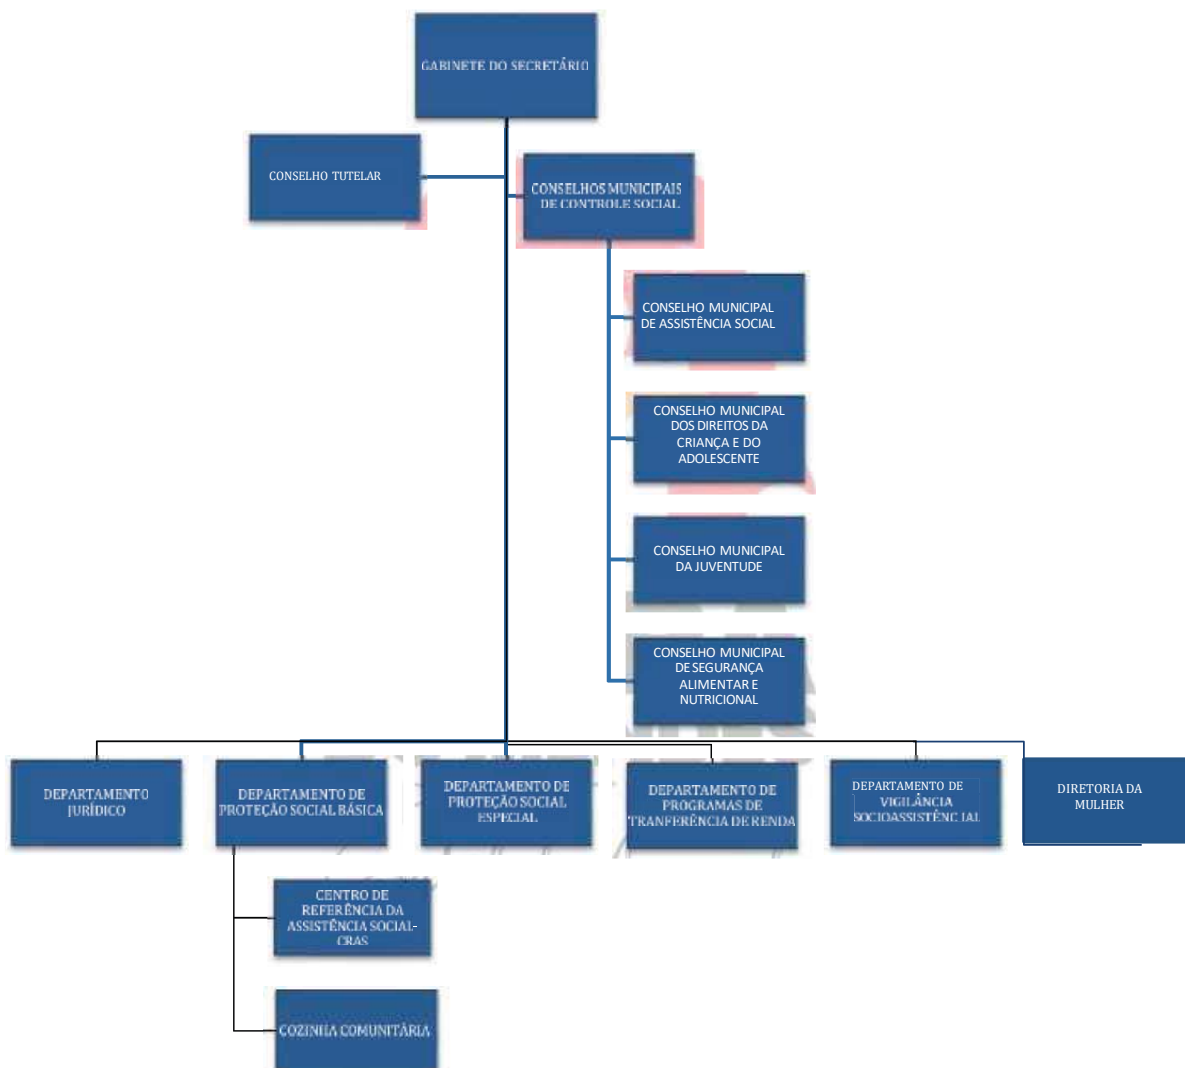 GABINETE DO SECRETÁRIO
CONSELHO TUTELAR
CONSELHOS MUNICIPAIS
DE CONTROLE SOCIAL
CONSELHO MUNICIPAL
DE ASSISTÊNCIA SOCIAL
CONSELHO MUNICIPAL
DOS DIREITOS DA
CRIANÇA E DO
ADOLESCENTE
CONSELHO MUNICIPAL
DA JUVENTUDE
CONSELHO MUNICIPAL
DE SEGURANÇA
ALIMENTAR E
NUTRICIONAL
DEPARTAMENTO
JURÍDICO
DEPARTAMENTO DE
PROTEÇÃO SOCIAL BÁSICA
DEPARTAMENTO DE
PROTEÇÃO SOCIAL
ESPECIAL
DEPARTAMENTO DE
PROGRAMAS DE
TRANFERÊNCIA DE RENDA
DEPARTAMENTO DE
VIGILÂNCIA
SOCIOASSISTÊNCIAL
DIRETORIA DA
MULHER
CENTRO DE
REFERÊNCIA DA
ASSISTÊNCIA SOCIAL-
CRAS
COZINHA COMUNITÁRIA